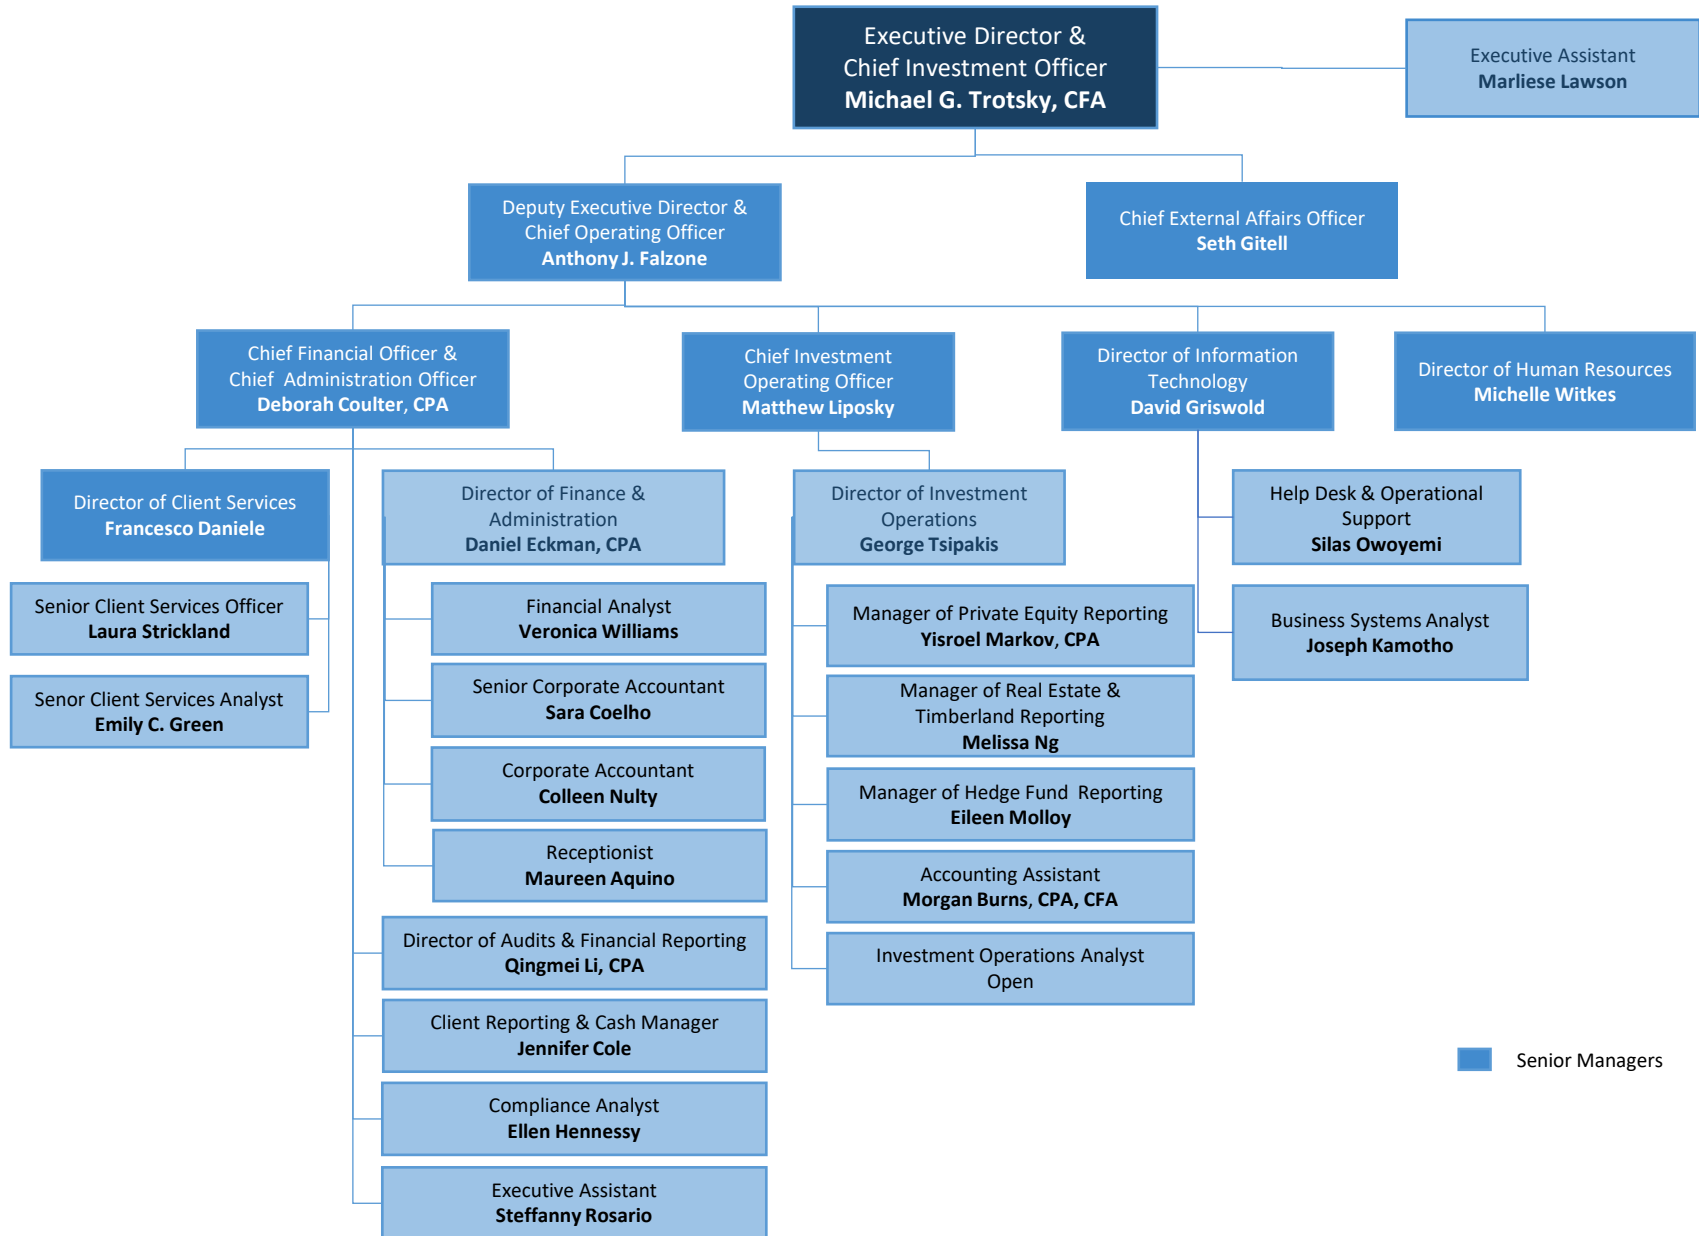 Executive Director &
Chief Investment Officer
Michael G. Trotsky, CFA
Executive Assistant
Marliese Lawson
Deputy Executive Director &
Chief Operating Officer
Anthony J. Falzone
Chief External Affairs Officer
Seth Gitell
Chief Financial Officer &
Chief Administration Officer
Deborah Coulter, CPA
Chief Investment
Operating Officer
Matthew Liposky
Director of Information
Technology
David Griswold
Director of Human Resources
Michelle Witkes
Director of Client Services
Francesco Daniele
Director of Finance &
Administration
Daniel Eckman, CPA
Director of Investment
Operations
George Tsipakis
Help Desk & Operational
Support
Silas Owoyemi
Senior Client Services Officer
Laura Strickland
Financial Analyst
Veronica Williams
Manager of Private Equity Reporting
Yisroel Markov, CPA
Business Systems Analyst
Joseph Kamotho
Senor Client Services Analyst
Emily C. Green
Senior Corporate Accountant
Sara Coelho
Manager of Real Estate &
Timberland Reporting
Melissa Ng
Corporate Accountant
Colleen Nulty
Manager of Hedge Fund Reporting
Eileen Molloy
Receptionist
Maureen Aquino
Accounting Assistant
Morgan Burns, CPA, CFA
Director of Audits & Financial Reporting
Qingmei Li, CPA
Investment Operations Analyst
Open
Client Reporting & Cash Manager
Jennifer Cole
Senior Managers
Compliance Analyst
Ellen Hennessy
Executive Assistant
Steffanny Rosario